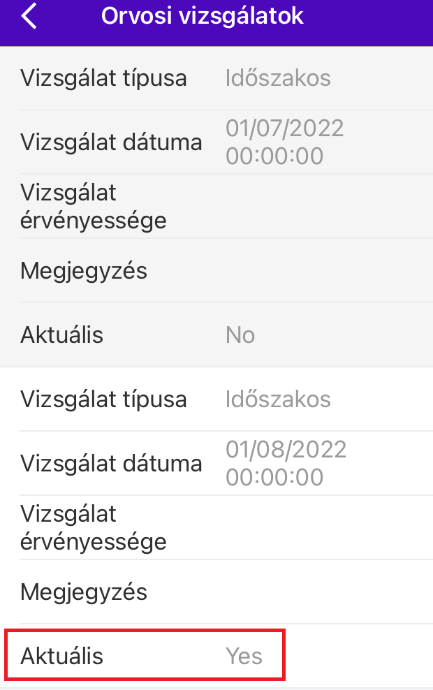 Orvosi vizsgálatok
Vizsgálat típusa Időszakos
Vizsgálat dátuma 01/07/2022
00:00:00
Vizsgálat
érvényessége
Megjegyzés
Aktuális No
Vizsgálat típusa Időszakos
Vizsgálat dátuma 01/08/2022
00:00:00
Vizsgálat
érvényessége
Megjegyzés
Aktuális Yes